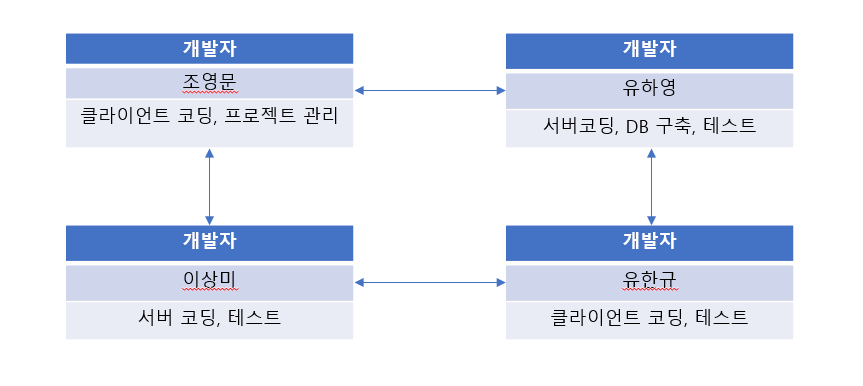 개발자
조영문
클라이언트 코딩, 프로젝트 관리
개발자
유하영
서버코딩, DB 구축, 테스트
개발자
이상미
서버 코딩, 테스트
개발자
유한규
클라이언트 코딩, 테스트